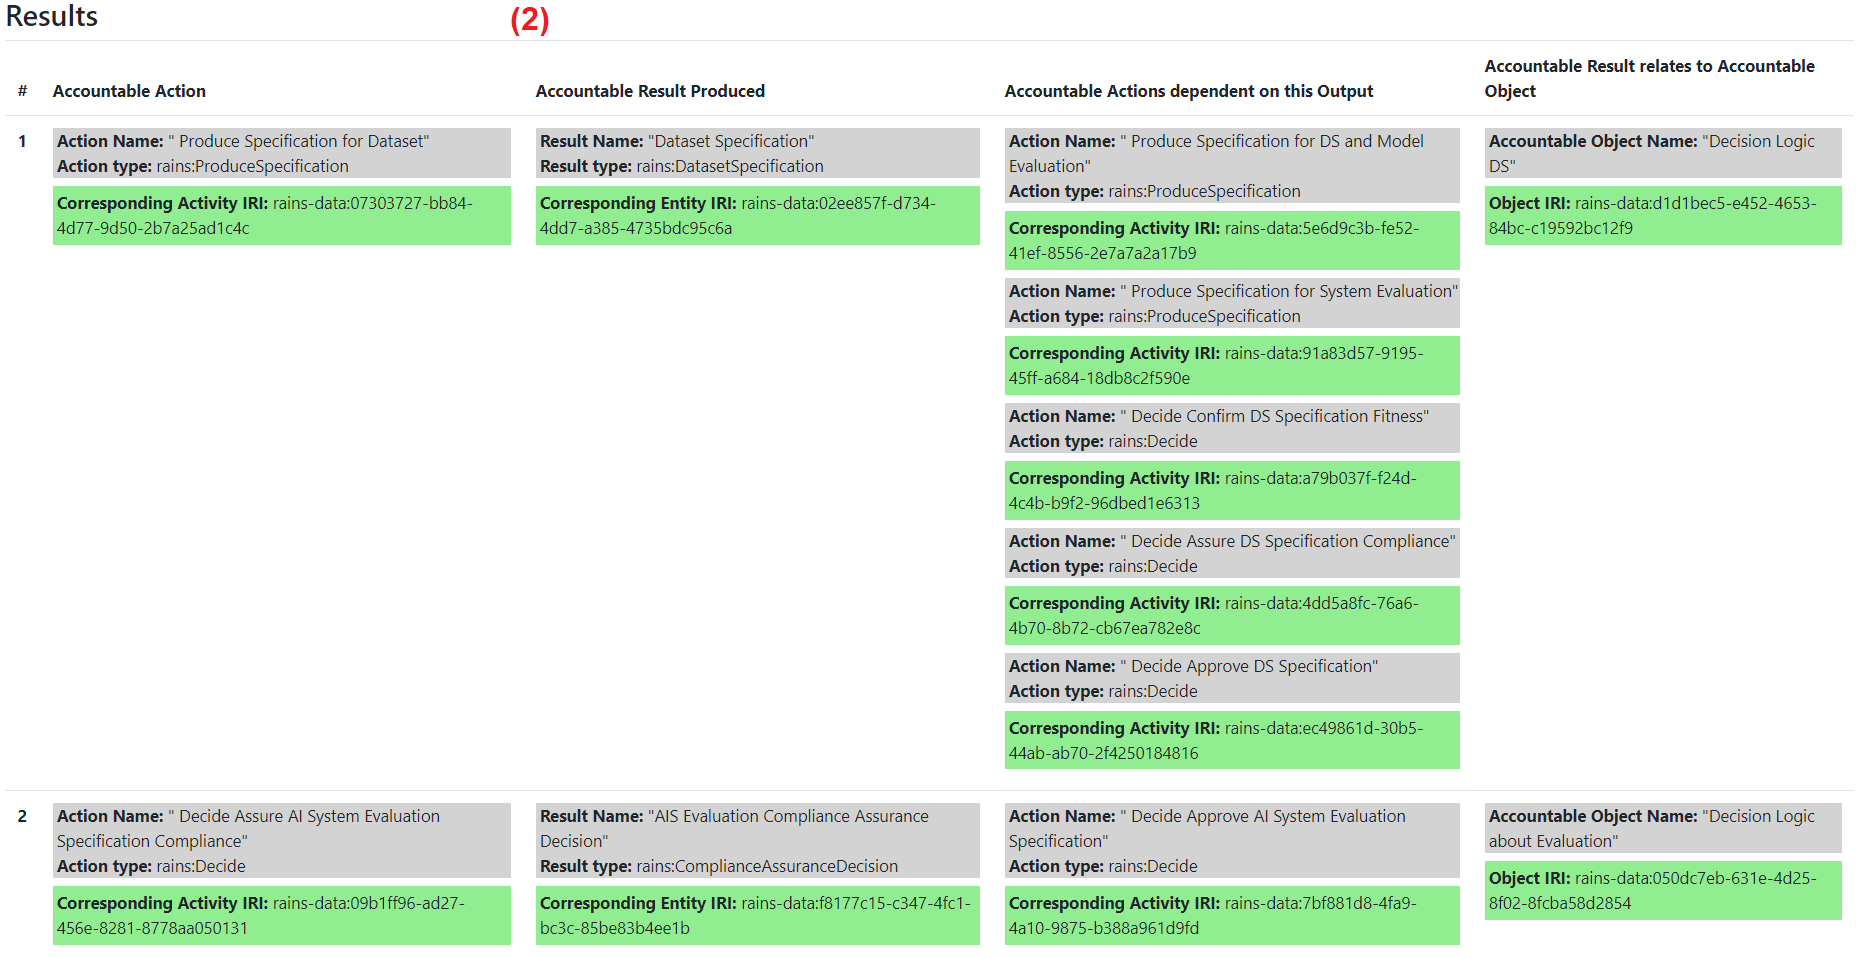 Results
(2)
#
Accountable Action
Accountable Result Produced
Accountable Actions dependent on this Output
Accountable Result relates to Accountable
Object
1
Action Name: " Produce Specification for Dataset"
Action type: rains:ProduceSpecification
Corresponding Activity IRI: rains-data:07303727-bb84-
4d77-9d50-2b7a25ad1c4c
Result Name: "Dataset Specification"
Result type: rains:DatasetSpecification
Corresponding Entity IRI: rains-data:02ee857f-d734-
4dd7-a385-4735bdc95c6a
Action Name: " Produce Specification for DS and Model
Evaluation"
Action type: rains:ProduceSpecification
Corresponding Activity IRI: rains-data:5e6d9c3b-fe52-
41ef-8556-2e7a7a2a17b9
Action Name: " Produce Specification for System Evaluation"
Action type: rains:ProduceSpecification
Corresponding Activity IRI: rains-data:91a83d57-9195-
45ff-a684-18db8c2f590e
Action Name: " Decide Confirm DS Specification Fitness"
Action type: rains:Decide
Corresponding Activity IRI: rains-data:a79b037f-f24d-
4c4b-b9f2-96dbed1e6313
Action Name: " Decide Assure DS Specification Compliance"
Action type: rains:Decide
Corresponding Activity IRI: rains-data:4dd5a8fc-76a6-
4b70-8b72-cb67ea782e8c
Action Name: " Decide Approve DS Specification"
Action type: rains:Decide
Corresponding Activity IRI: rains-data:ec49861d-30b5-
44ab-ab70-2f4250184816
Accountable Object Name: "Decision Logic
DS"
Object IRI: rains-data:d1d1bec5-e452-4653-
84bc-c19592bc12f9
2
Action Name: " Decide Assure AI System Evaluation
Specification Compliance"
Action type: rains:Decide
Corresponding Activity IRI: rains-data:09b1ff96-ad27-
456e-8281-8778aa050131
Result Name: "AIS Evaluation Compliance Assurance
Decision"
Result type: rains:ComplianceAssuranceDecision
Corresponding Entity IRI: rains-data:f8177c15-c347-4fc1-
bc3c-85be83b4ee1b
Action Name: " Decide Approve AI System Evaluation
Specification"
Action type: rains:Decide
Corresponding Activity IRI: rains-data:7bf881d8-4fa9-
4a10-9875-b388a961d9fd
Accountable Object Name: "Decision Logic
about Evaluation"
Object IRI: rains-data:050dc7eb-631e-4d25-
8f02-8fcba58d2854